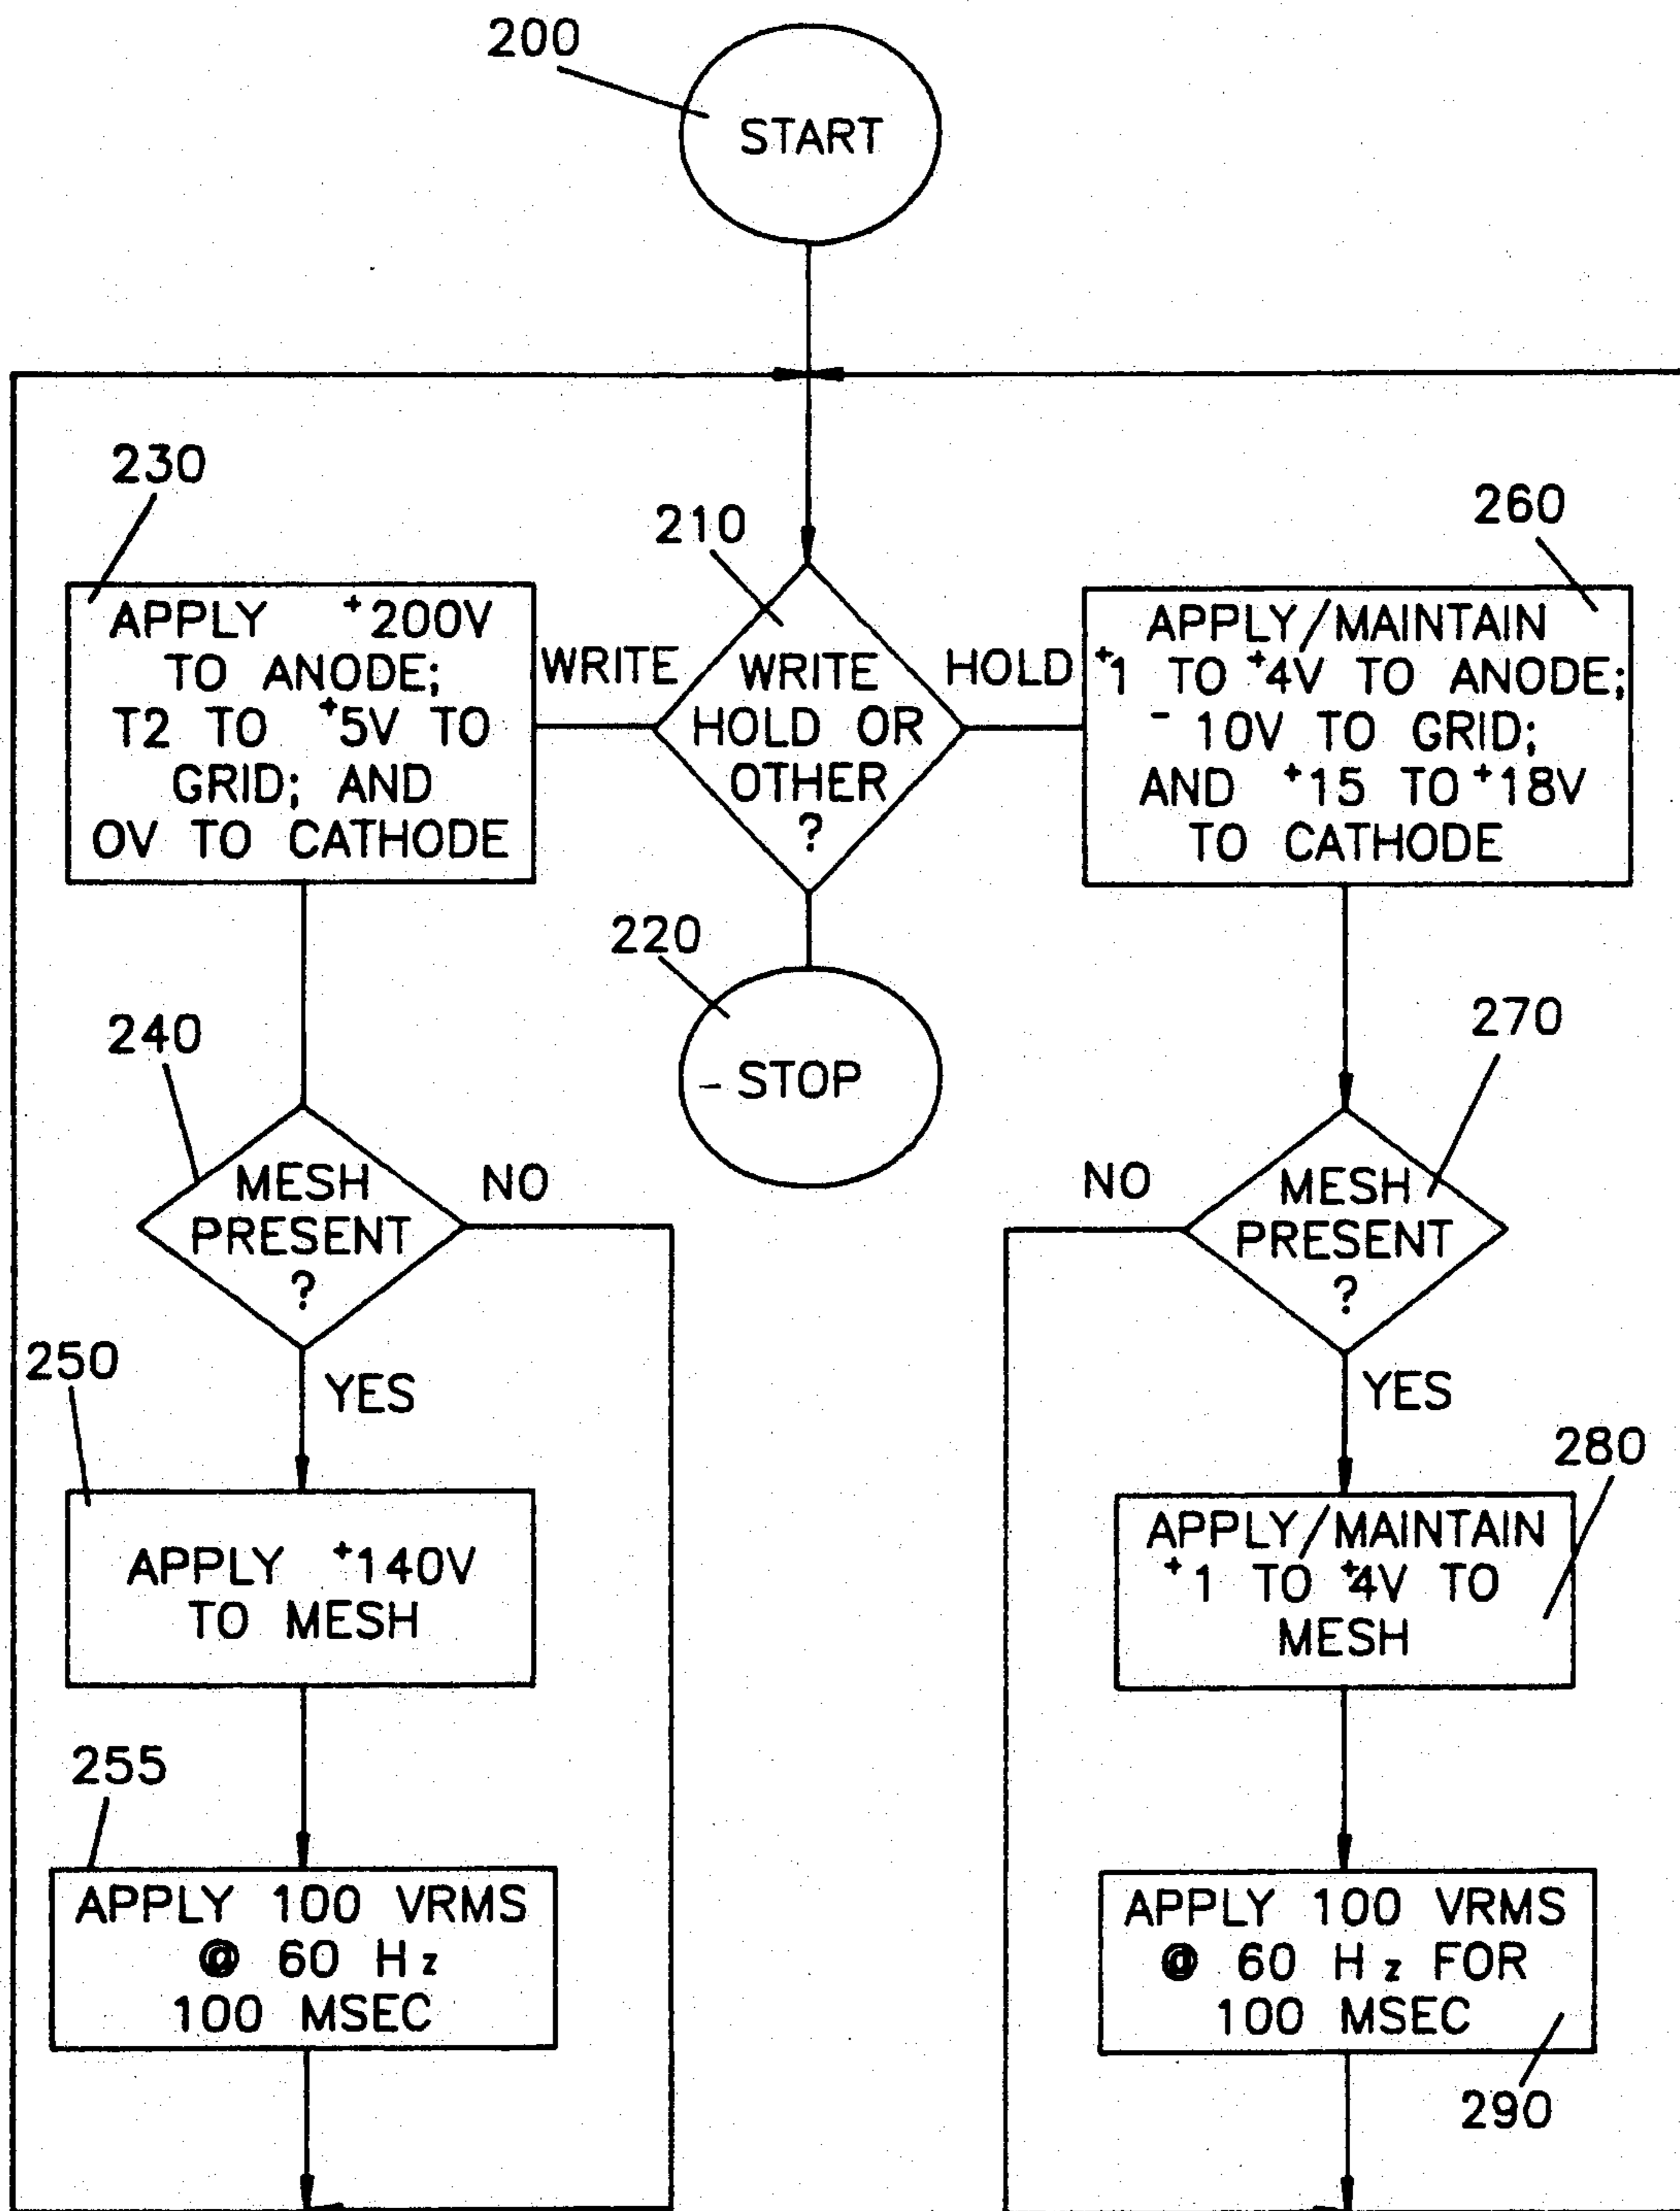 200
START
230
APPLY +200V
TO ANODE;
T2 TO +5V TO
GRID; AND
0V TO CATHODE
WRITE
210
WRITE
HOLD OR
OTHER
?
HOLD
260
APPLY/MAINTAIN
+1 TO +4V TO ANODE;
- 10V TO GRID;
AND +15 TO +18V
TO CATHODE
220
- STOP
240
MESH
PRESENT
?
NO
YES
250
APPLY +140V
TO MESH
255
APPLY 100 VRMS
@ 60 Hz
100 MSEC
270
NO
MESH
PRESENT
?
YES
280
APPLY/MAINTAIN
+1 TO +4V TO
MESH
APPLY 100 VRMS
@ 60 Hz FOR
100 MSEC
290